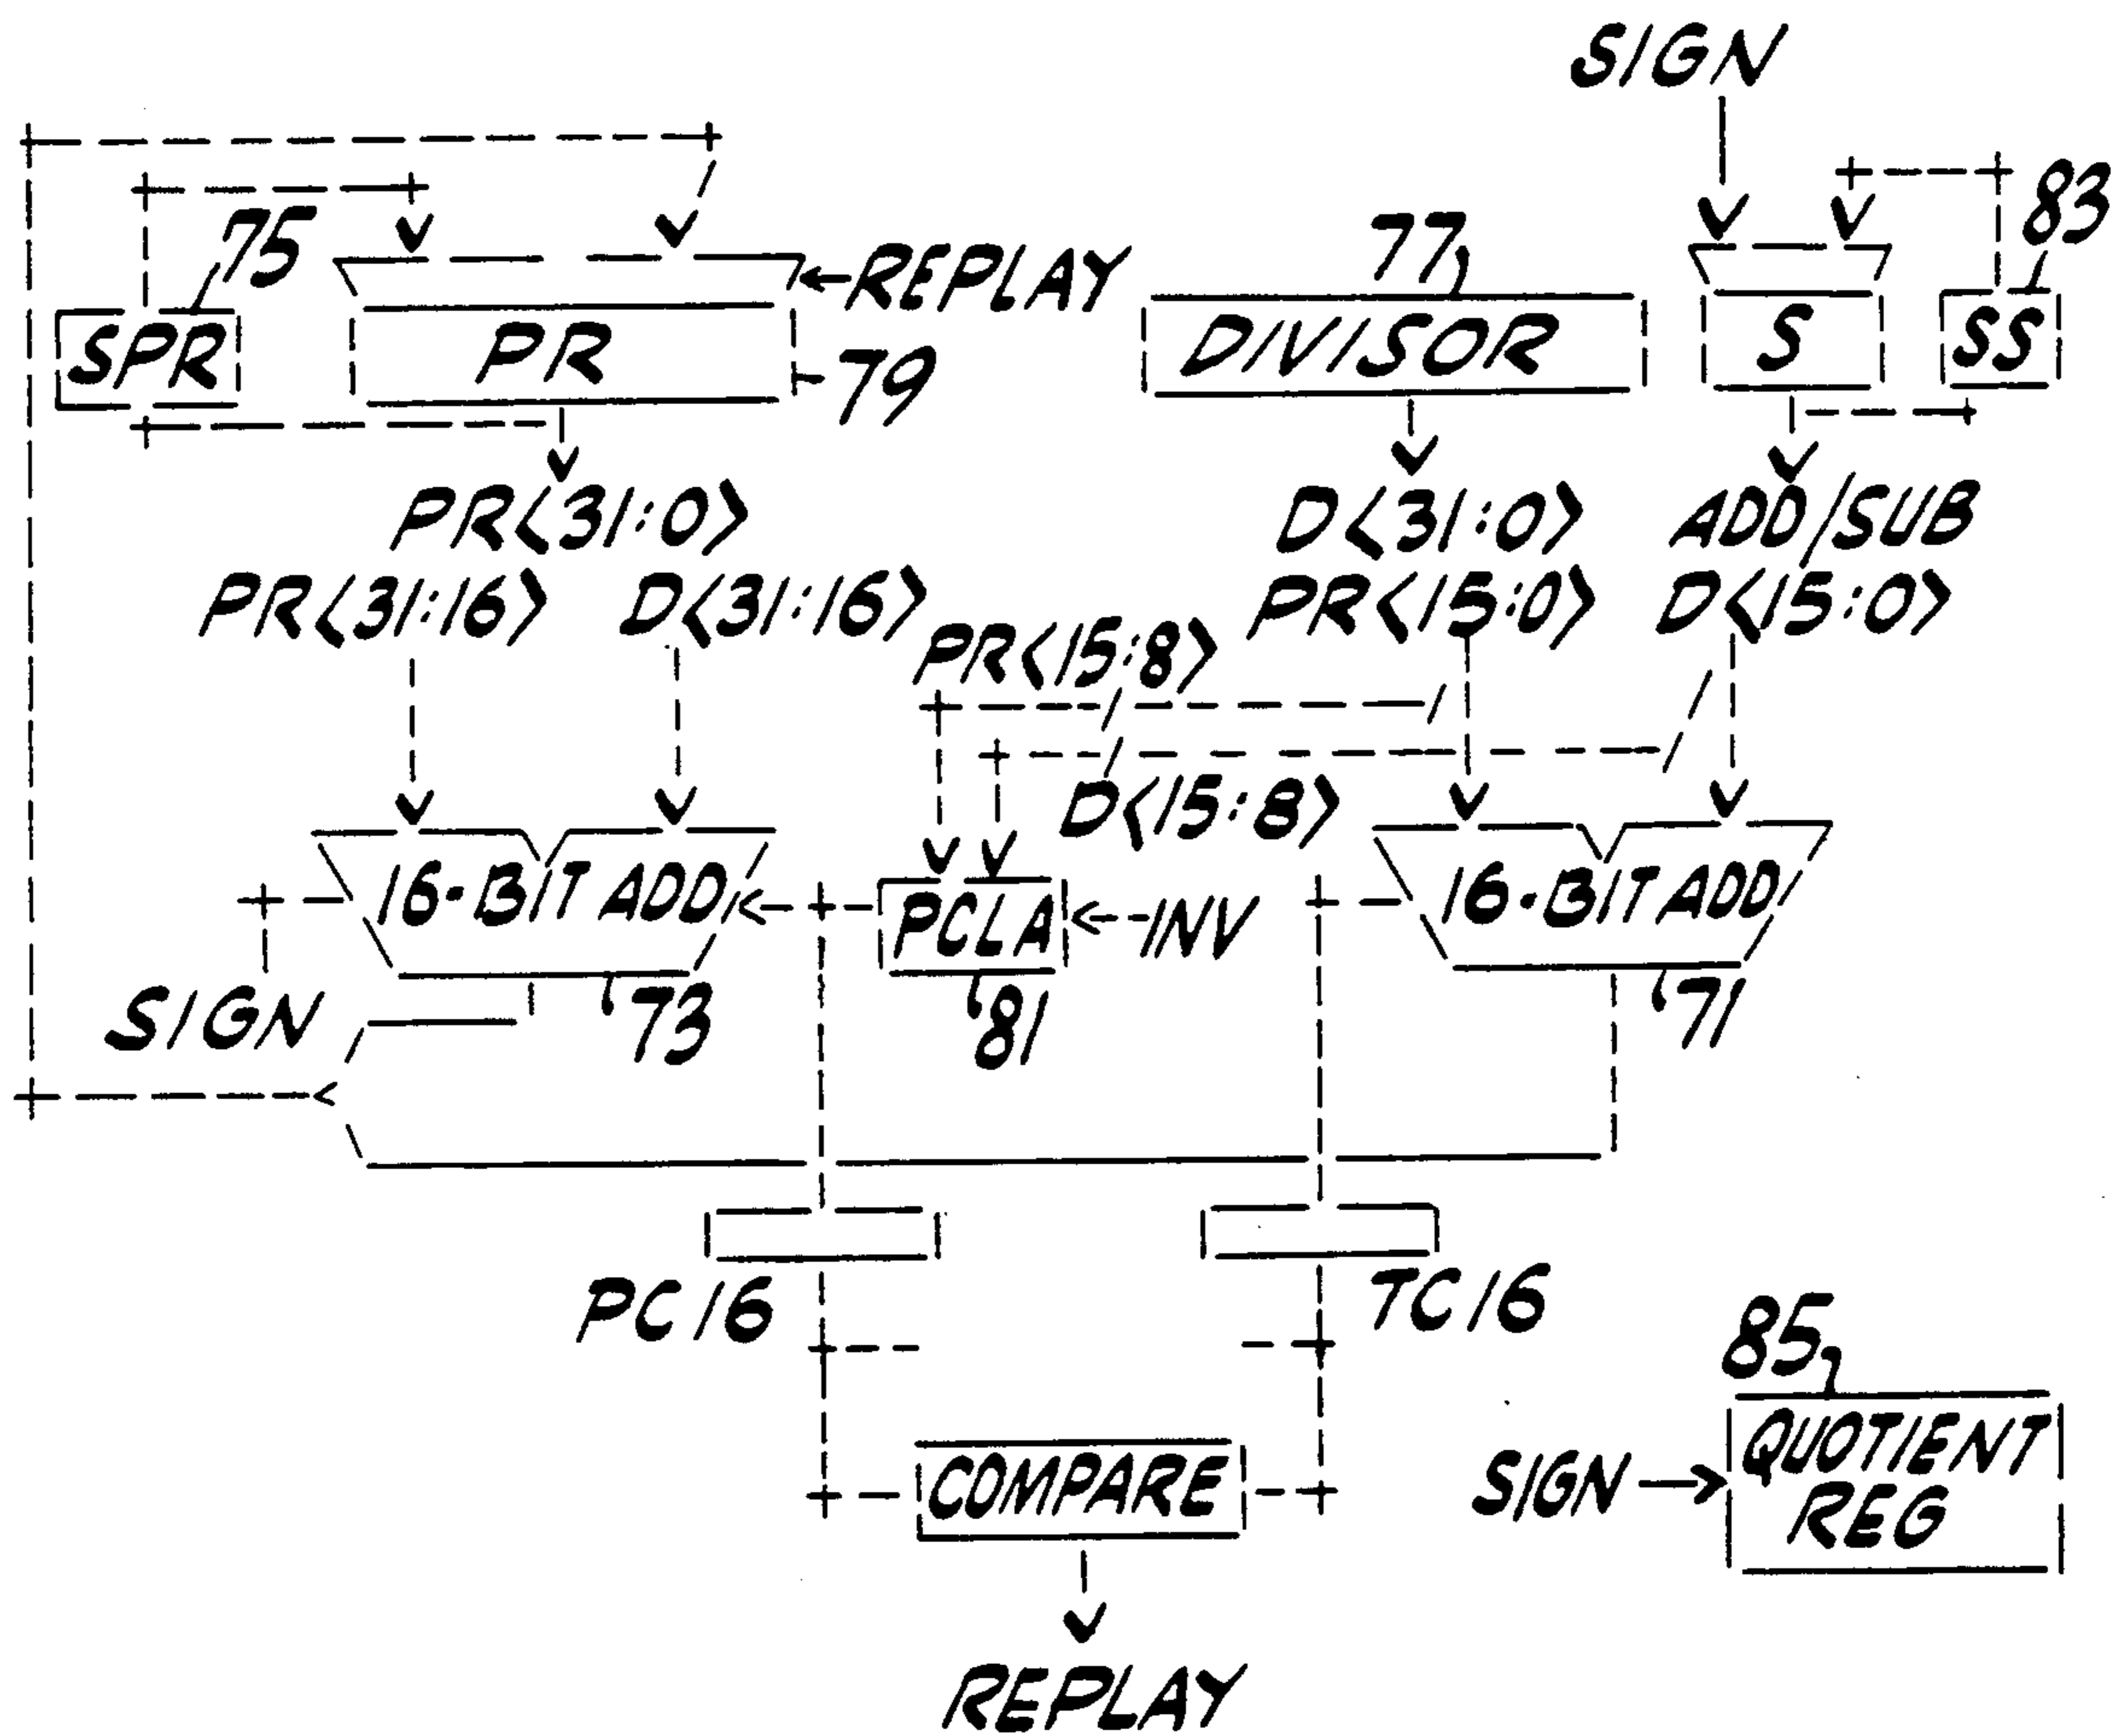 SIGN
83
75
77
REPLAY
SPR
PR
DIVISOR
S
SS
79
PR<31:0>
D<31:0>
ADD/SUB
PR<31:16>
D<31:16>
PR<15:0>
D<15:0>
PR<15:8>
D<15:8>
16-BIT ADD
PCLA
INV
16-BIT ADD
SIGN
73
81
71
PC16
TC16
85
COMPARE
SIGN
QUOTIENT
REG
REPLAY